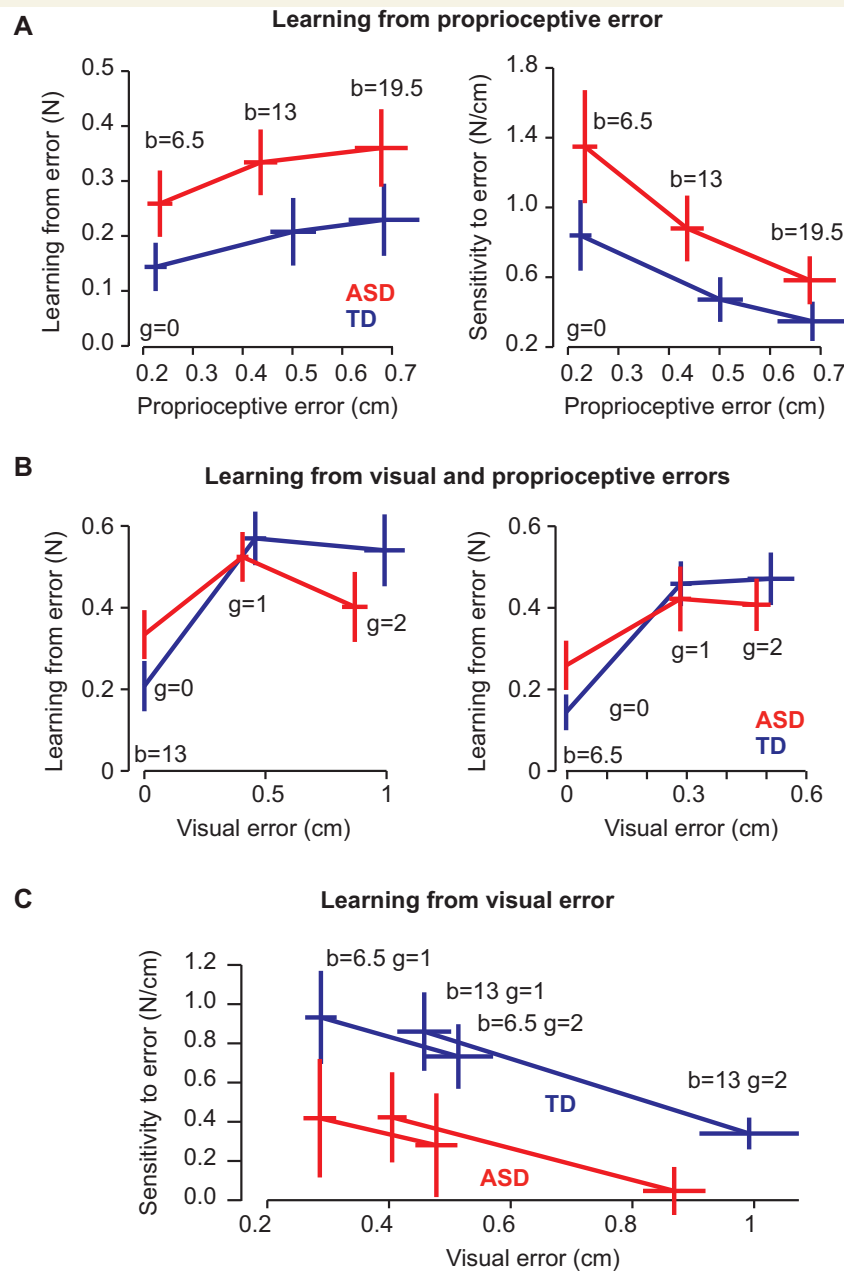 A
Learning from proprioceptive error
0.5
0.4
0.3
0.2
0.1
0.0
Learning from error (N)
b=6.5
b=13
b=19.5
ASD
TD
g=0
0.2 0.3 0.4 0.5 0.6 0.7
Proprioceptive error (cm)
1.8
1.4
1.0
0.6
0.2
Sensitivity to error (N/cm)
b=6.5
b=13
b=19.5
g=0
0.2 0.3 0.4 0.5 0.6 0.7
Proprioceptive error (cm)
B
Learning from visual and proprioceptive errors
0.6
0.4
0.2
0
Learning from error (N)
g=1
g=2
g=0
b=13
0 0.5 1
Visual error (cm)
0.6
0.4
0.2
0
Learning from error (N)
g=1
g=2
g=0
ASD
TD
b=6.5
0 0.3 0.6
Visual error (cm)
C
Learning from visual error
1.2
1.0
0.8
0.6
0.4
0.2
0.0
Sensitivity to error (N/cm)
b=6.5 g=1
b=13 g=1
b=6.5 g=2
b=13 g=2
TD
ASD
0.2 0.4 0.6 0.8 1
Visual error (cm)